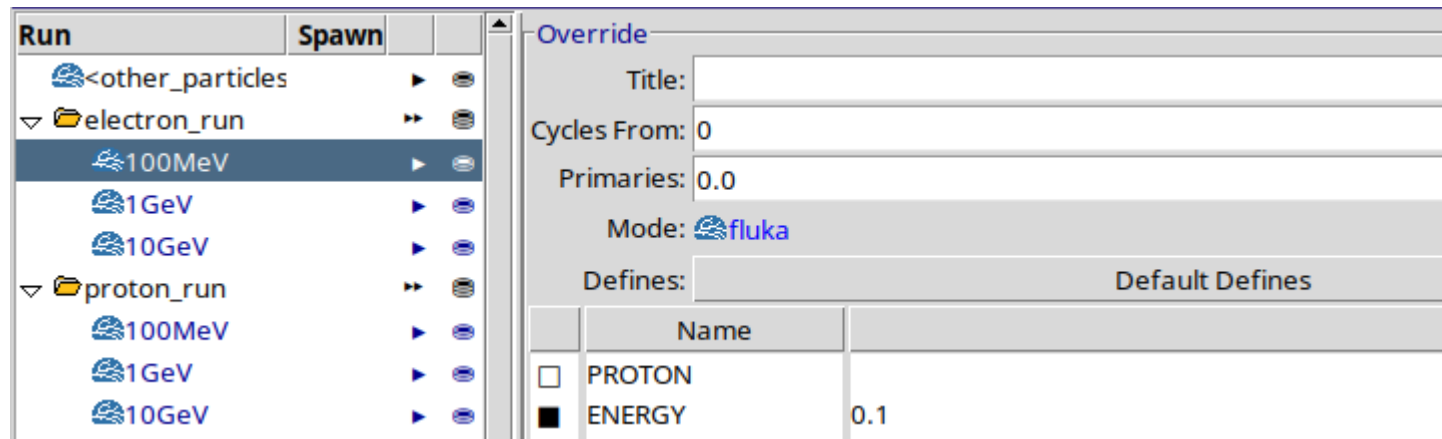 Run Spawn
<other_particles
electron_run
100MeV
1GeV
10GeV
proton_run
100MeV
1GeV
10GeV
Override
Title:
Cycles From: 0
Primaries: 0.0
Mode: fluka
Defines: Default Defines
Name
PROTON
ENERGY 0.1